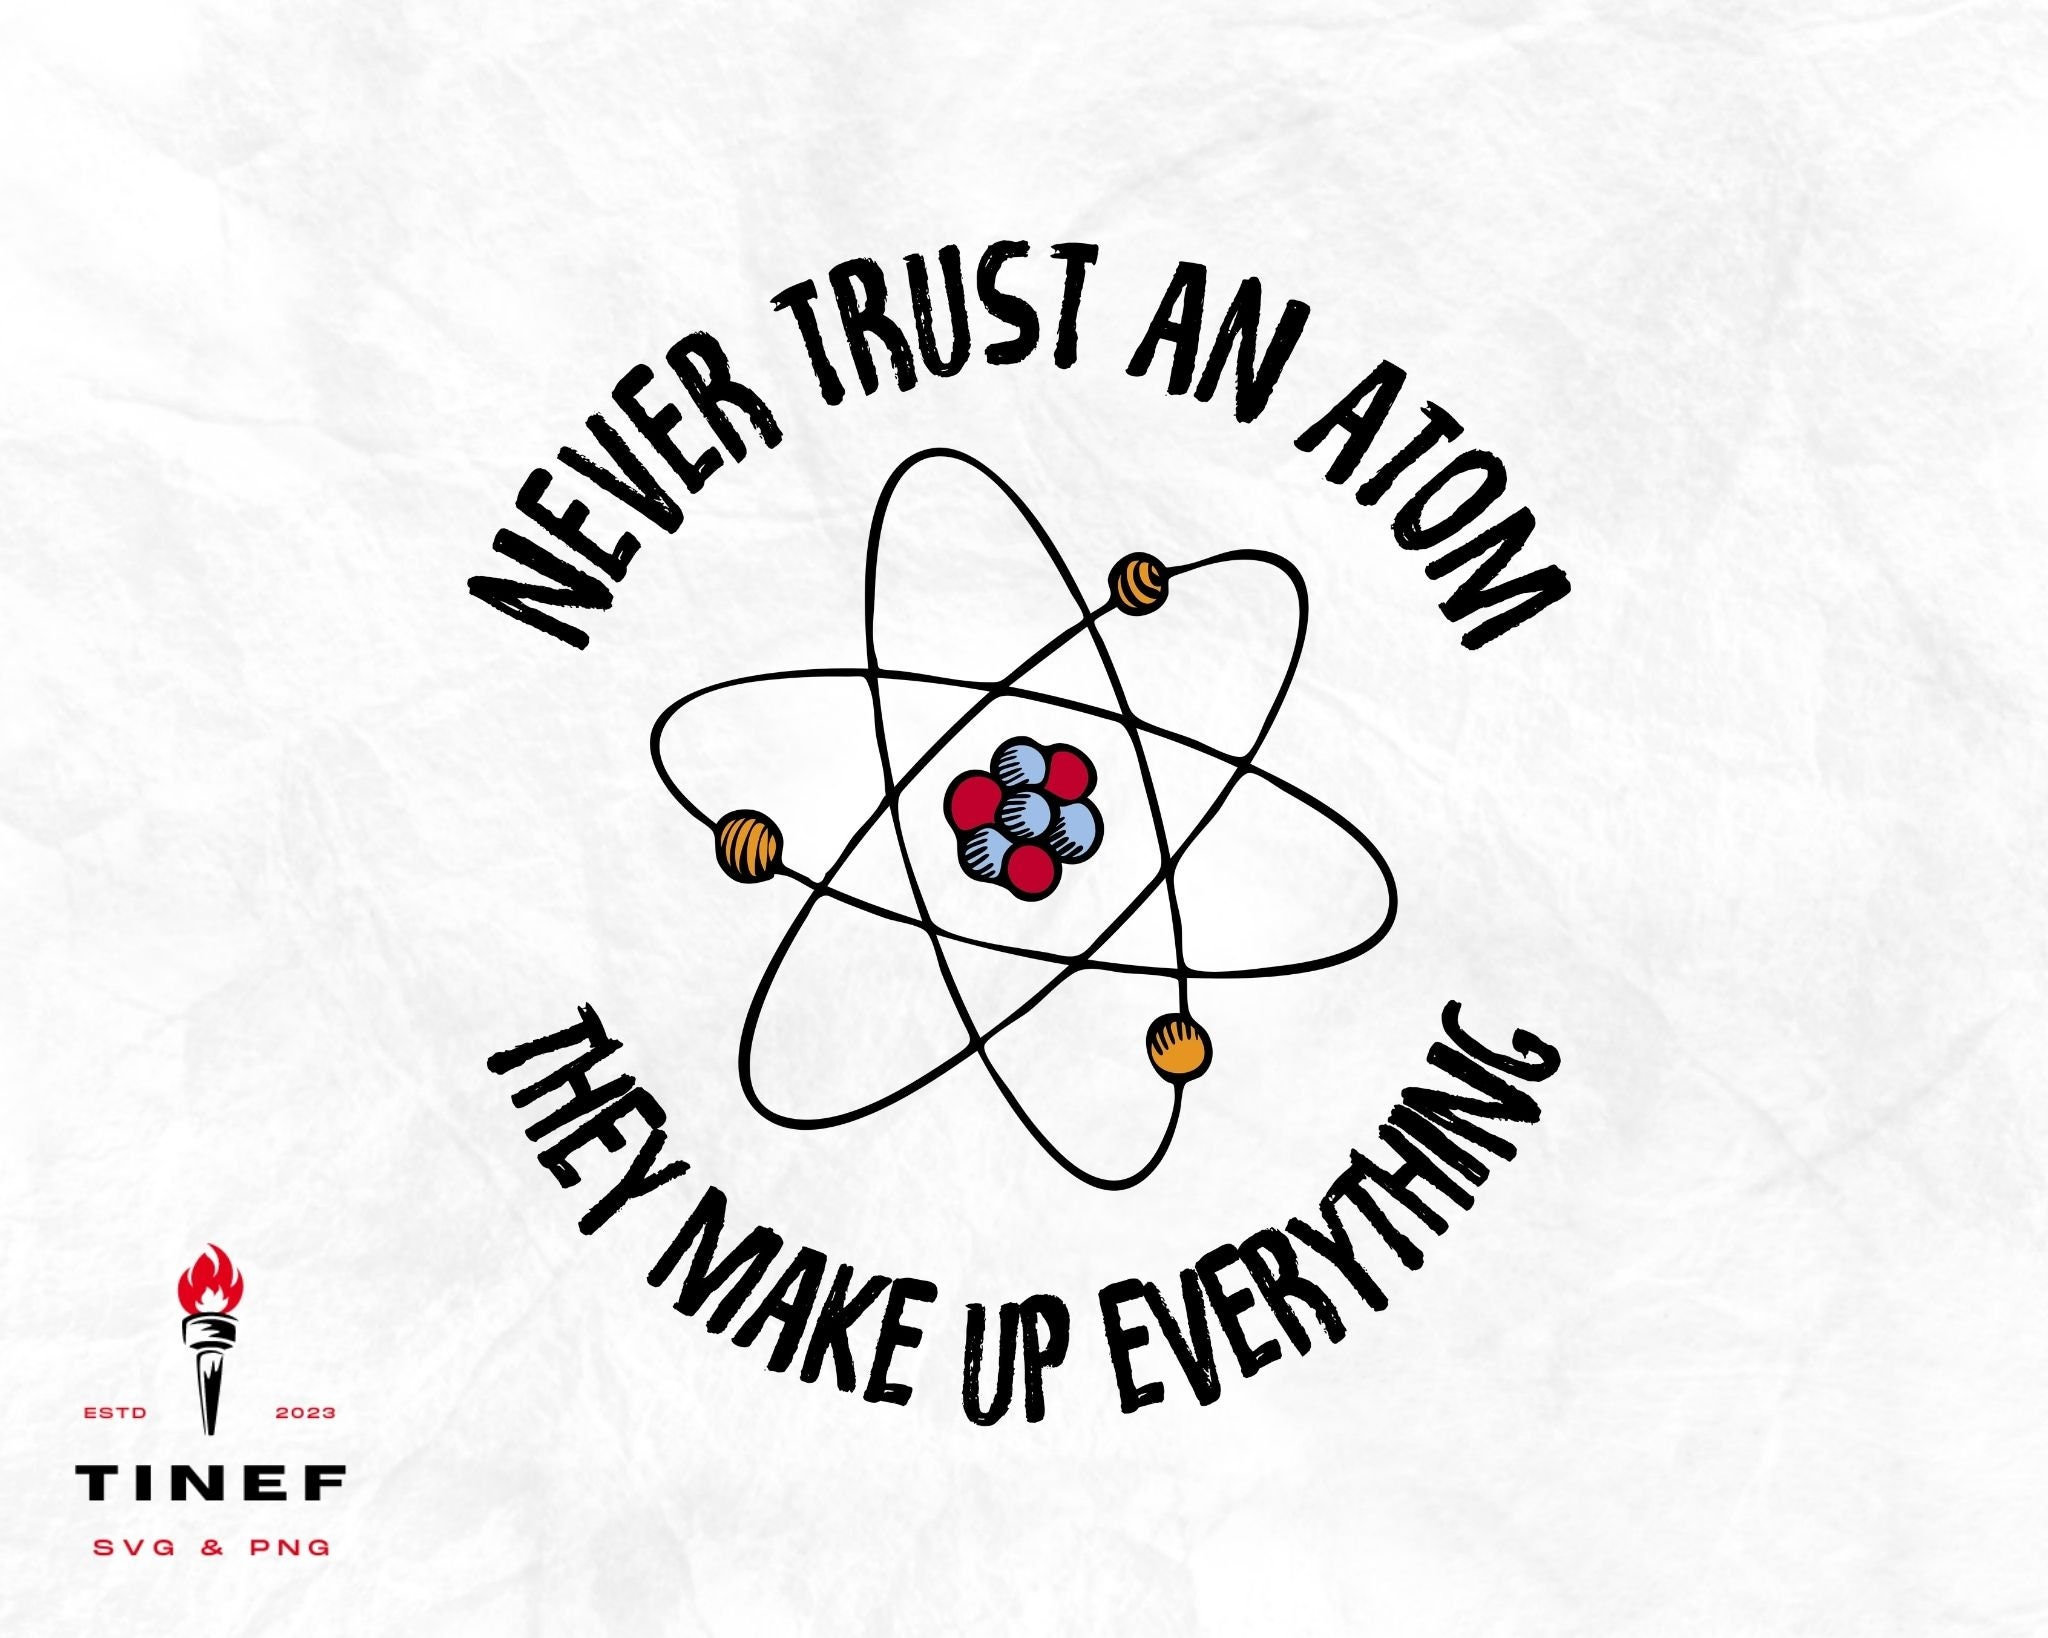 NEVER TRUST AN ATOM
THEY MAKE UP EVERYTHING
ESTD 2023
TINEF
SVG & PNG